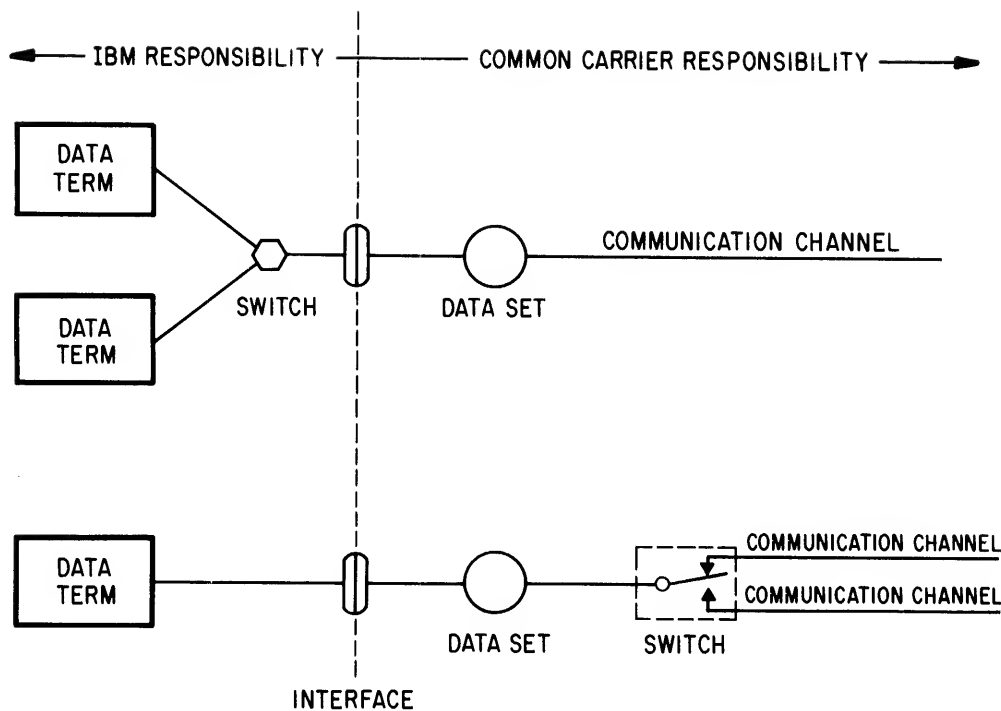 IBM RESPONSIBILITY
COMMON CARRIER RESPONSIBILITY
DATA
TERM
COMMUNICATION CHANNEL
SWITCH
DATA SET
DATA
TERM
DATA
TERM
COMMUNICATION CHANNEL
COMMUNICATION CHANNEL
DATA SET
SWITCH
INTERFACE